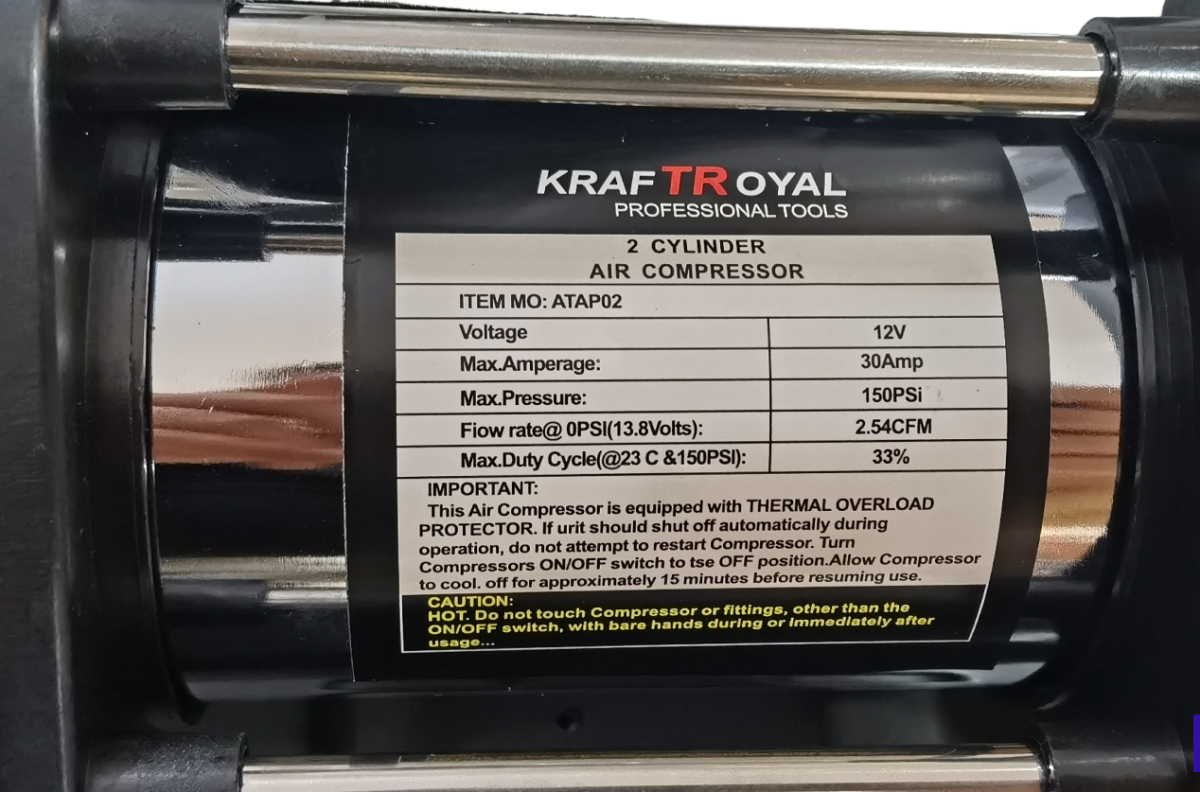 KRAFTROYAL
PROFESSIONAL TOOLS
2 CYLINDER
AIR COMPRESSOR
ITEM MO: ATAP02
Voltage 12V
Max.Amperage: 30Amp
Max.Pressure: 150PSi
Fiow rate@ 0PSI(13.8Volts): 2.54CFM
Max.Duty Cycle(@23 C &150PSI): 33%
IMPORTANT:
This Air Compressor is equipped with THERMAL OVERLOAD
PROTECTOR. If urit should shut off automatically during
operation, do not attempt to restart Compressor. Turn
Compressors ON/OFF switch to tse OFF position.Allow Compressor
to cool. off for approximately 15 minutes before resuming use.
CAUTION:
HOT. Do not touch Compressor or fittings, other than the
ON/OFF switch, with bare hands during or immediately after
usage...